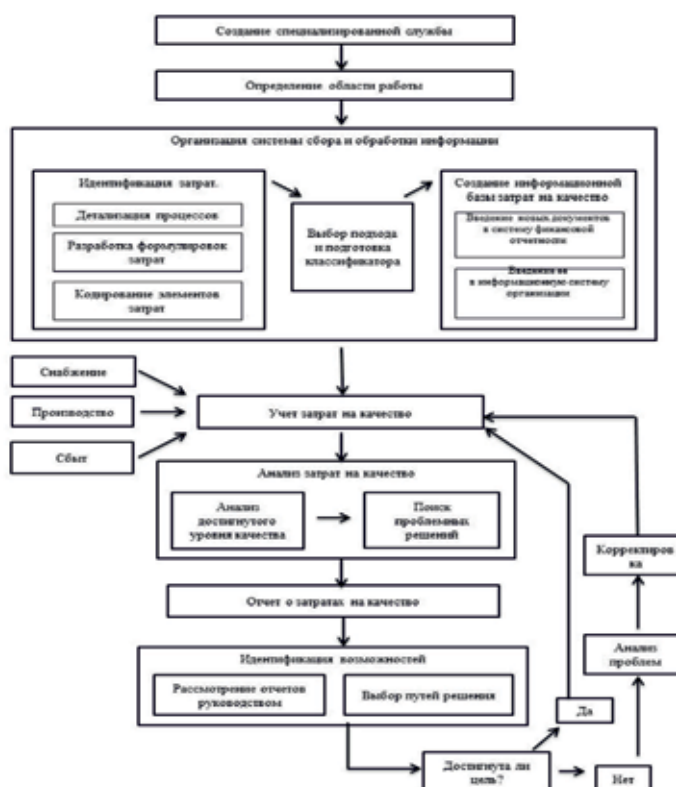 Создание специализированной службы
Определение области работы
Организация системы сбора и обработки информации
Идентификация затрат.
Детализация процессов
Разработка формулировок
затрат
Кодирование элементов
затрат
Выбор подхода
и подготовка
классификатора
Создание информационной
базы затрат на качество
Введение новых документов
в систему финансовой
отчетности
Введение ее
в информационную систему
организации
Снабжение
Производство
Сбыт
Учет затрат на качество
Анализ затрат на качество
Анализ
достигнутого
уровня качества
Поиск
проблемных
решений
Отчет о затратах на качество
Идентификация возможностей
Рассмотрение отчетов
руководством
Выбор путей решения
Корректиров
ка
Анализ
проблем
Да
Достигнута ли
цель?
Нет